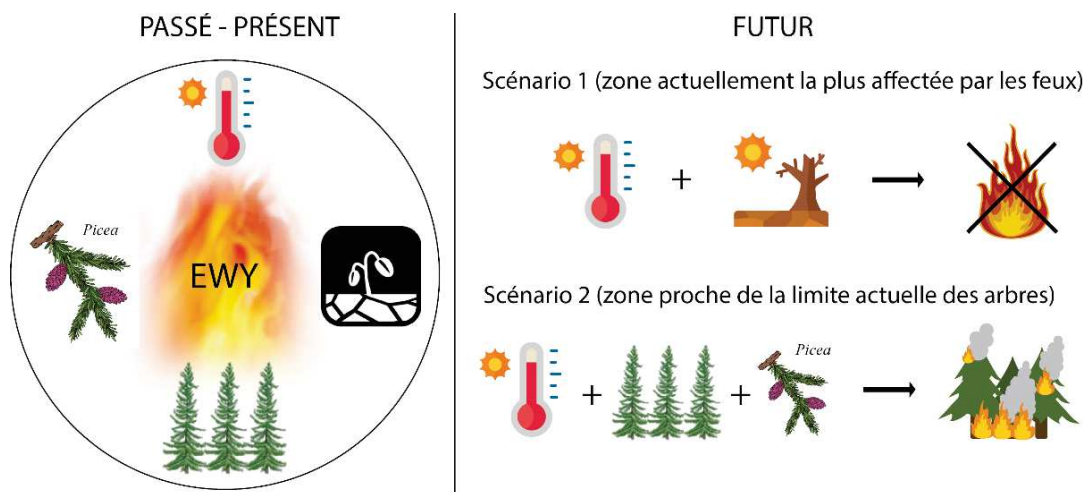 PASSÉ - PRÉSENT
Picea
EWY
FUTUR
Scénario 1 (zone actuellement la plus affectée par les feux)
+
Scénario 2 (zone proche de la limite actuelle des arbres)
+ +
Picea